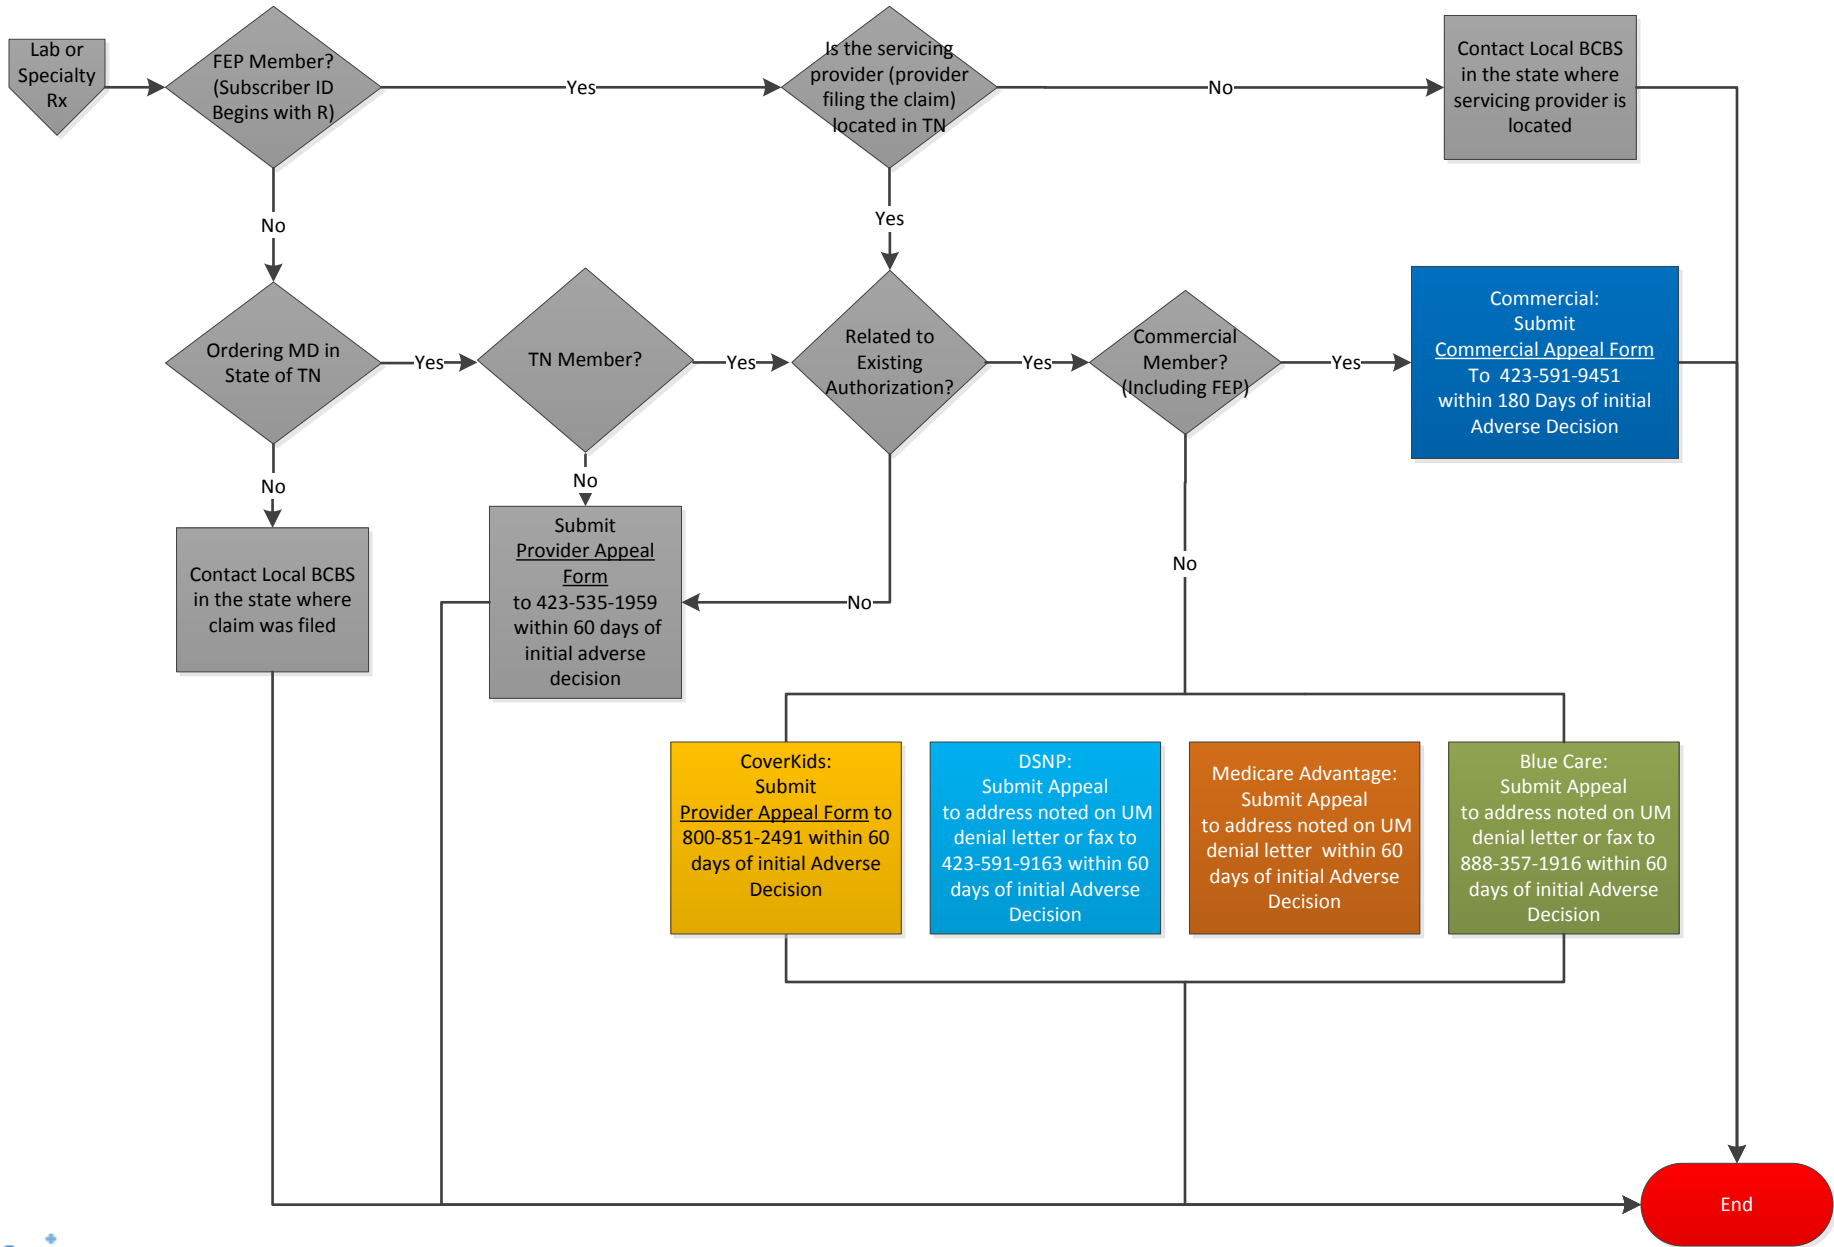 Lab or
Specialty
Rx
FEP Member?
(Subscriber ID
Begins with R)
Yes
Is the servicing
provider (provider
filing the claim)
located in TN
No
Contact Local BCBS
in the state where
servicing provider is
located
No
Yes
Ordering MD in
State of TN
Yes
TN Member?
Yes
Related to
Existing
Authorization?
Yes
Commercial
Member?
(Including FEP)
Yes
Commercial:
Submit
Commercial Appeal Form
To 423-591-9451
within 180 Days of initial
Adverse Decision
No
No
No
No
Contact Local BCBS
in the state where
claim was filed
Submit
Provider Appeal
Form
to 423-535-1959
within 60 days of
initial adverse
decision
CoverKids:
Submit
Provider Appeal Form to
800-851-2491 within 60
days of initial Adverse
Decision
DSNP:
Submit Appeal
to address noted on UM
denial letter or fax to
423-591-9163 within 60
days of initial Adverse
Decision
Medicare Advantage:
Submit Appeal
to address noted on UM
denial letter within 60
days of initial Adverse
Decision
Blue Care:
Submit Appeal
to address noted on UM
denial letter or fax to
888-357-1916 within 60
days of initial Adverse
Decision
End